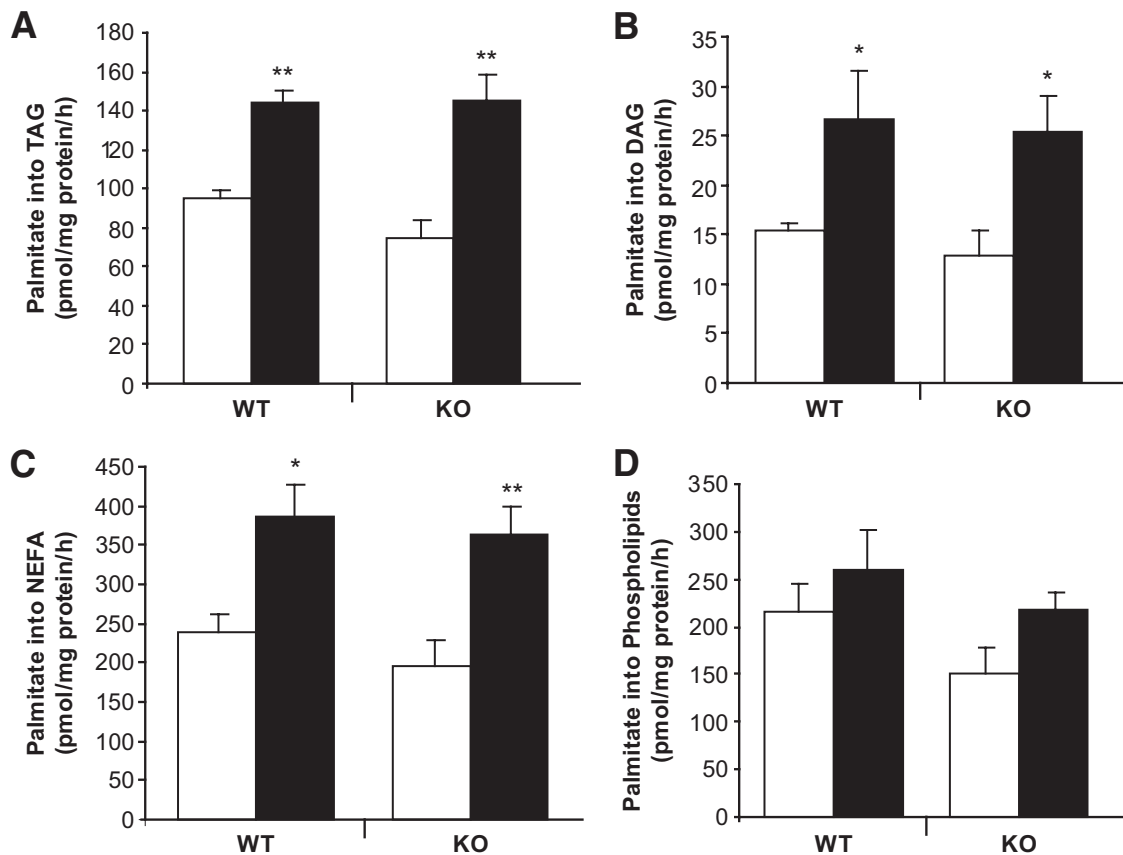 A
Palmitate into TAG
(pmol/mg protein/h)
180
160
140
120
100
80
60
40
20
0
**
**
WT
KO
B
Palmitate into DAG
(pmol/mg protein/h)
35
30
25
20
15
10
5
0
*
*
WT
KO
C
Palmitate into NEFA
(pmol/mg protein/h)
450
400
350
300
250
200
150
100
50
0
*
**
WT
KO
D
Palmitate into Phospholipids
(pmol/mg protein/h)
350
300
250
200
150
100
50
0
WT
KO